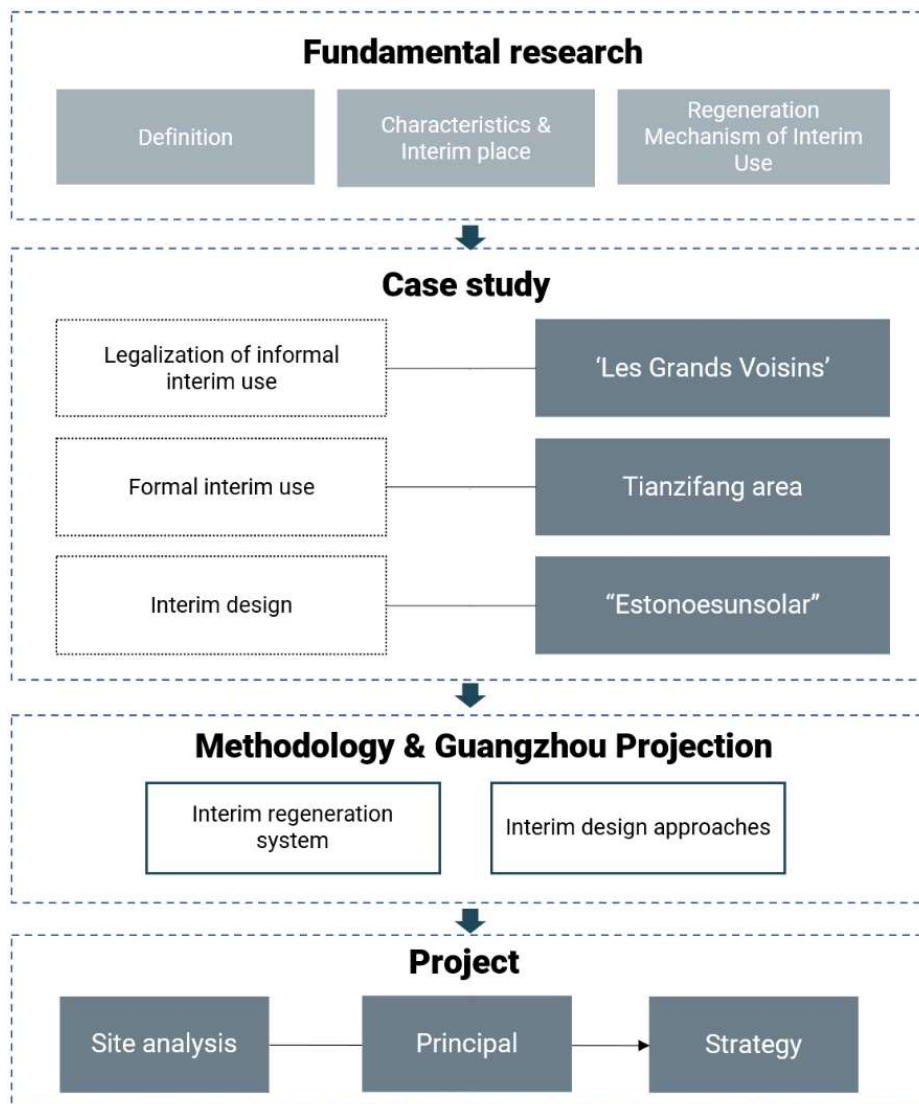 Fundamental research
Definition
Characteristics &
Interim place
Regeneration
Mechanism of Interim
Use
Case study
Legalization of informal
interim use
‘Les Grands Voisins’
Formal interim use
Tianzifang area
Interim design
“Estonoesunsolar”
Methodology & Guangzhou Projection
Interim regeneration
system
Interim design approaches
Project
Site analysis
Principal
Strategy